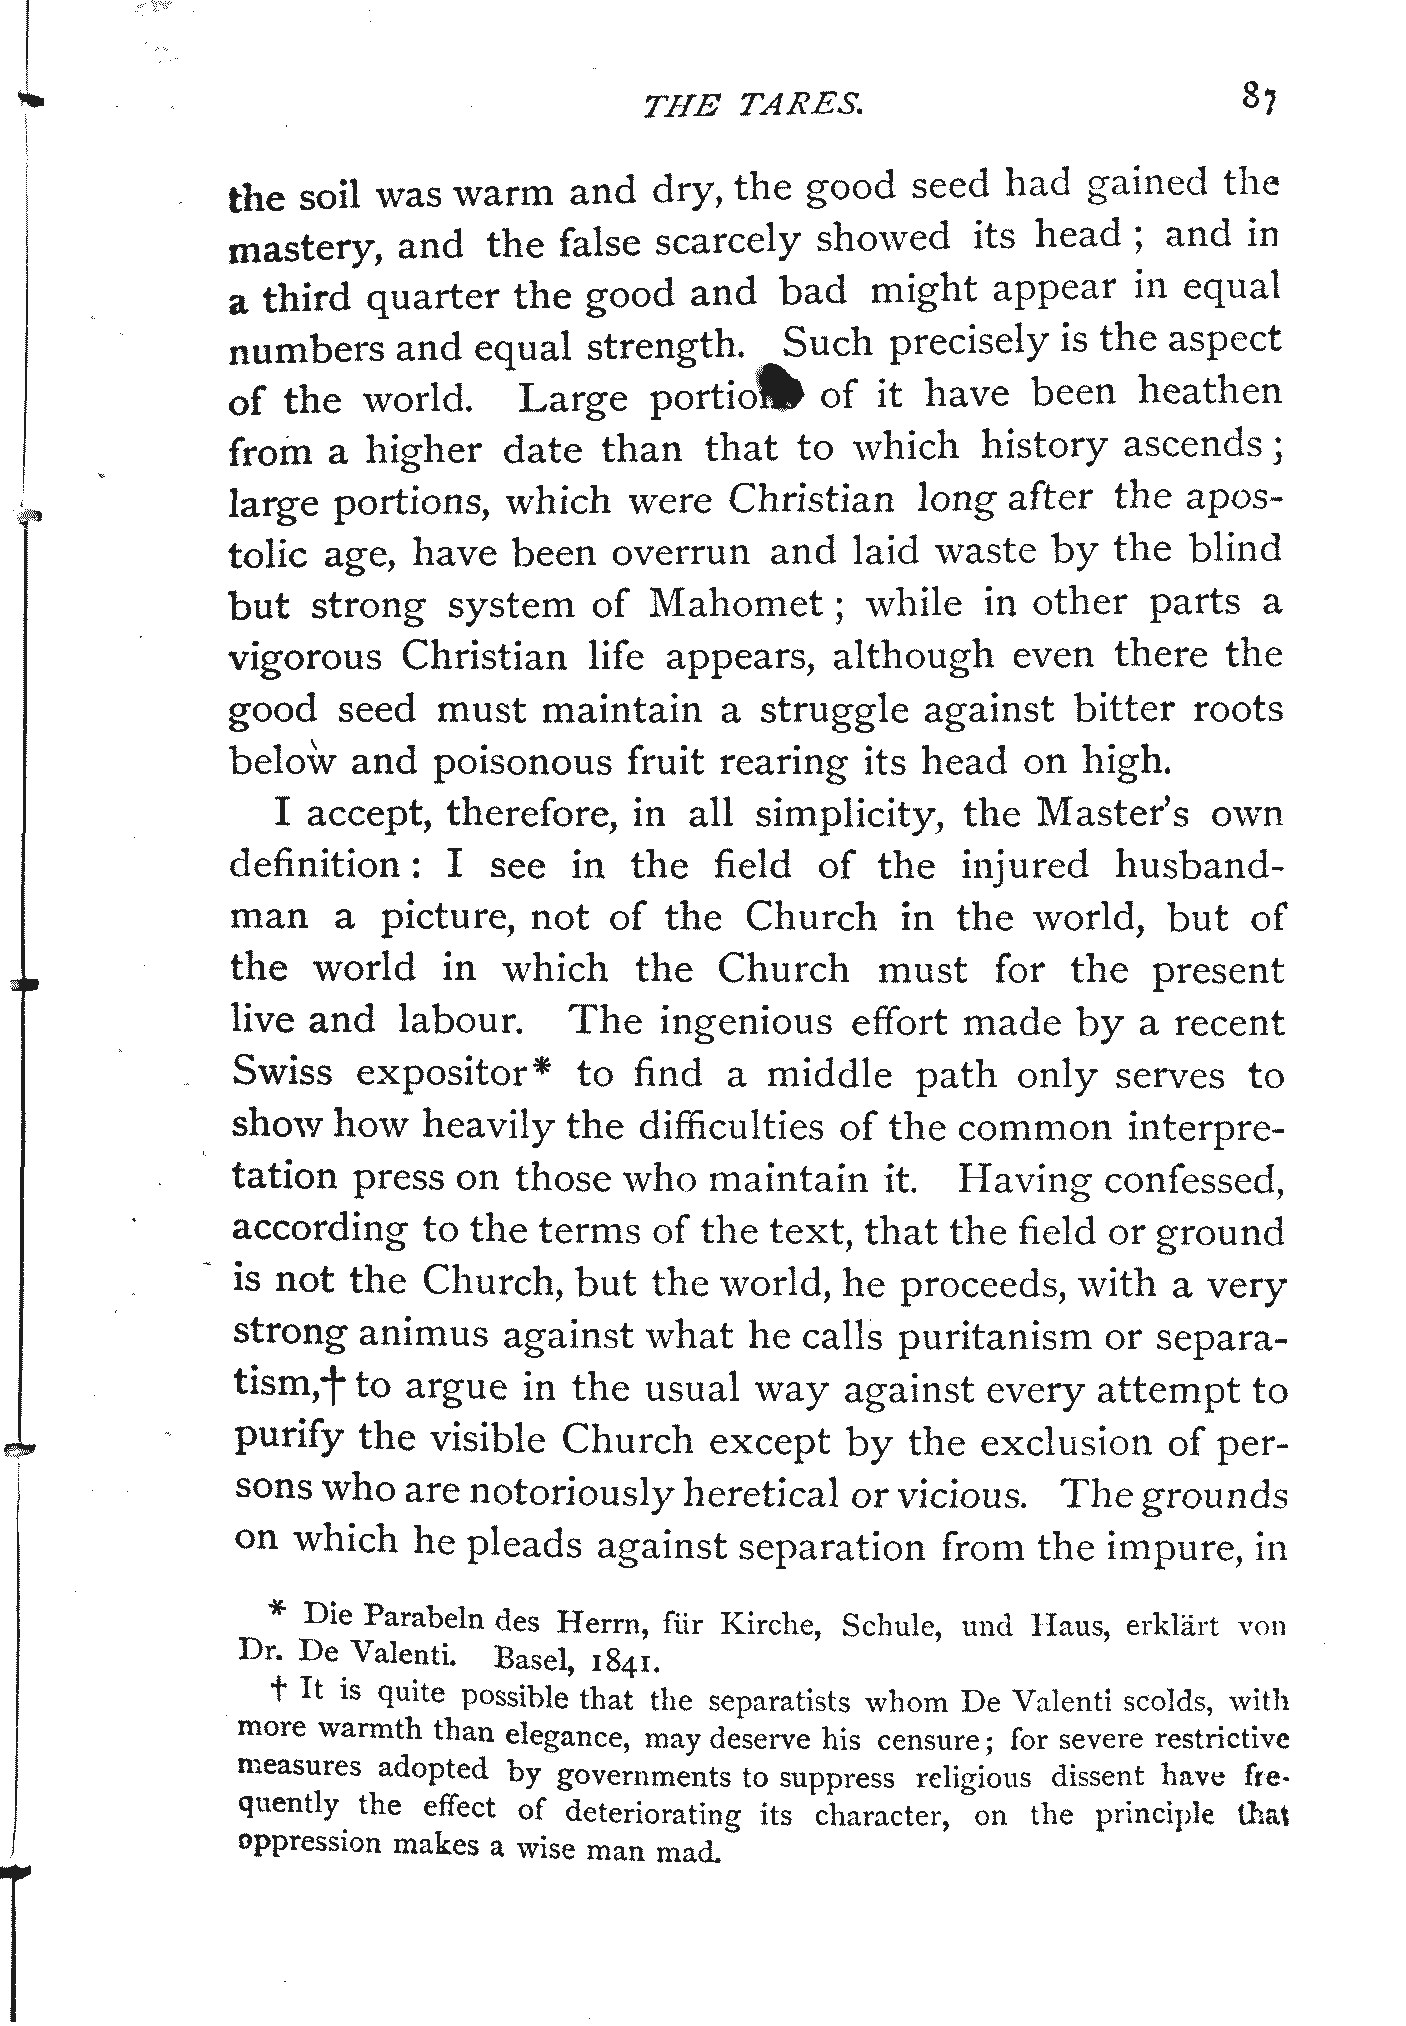 THE TARES. 87
the soil was warm and dry, the good seed had gained the
mastery, and the false scarcely showed its head ; and in
a third quarter the good and bad might appear in equal
numbers and equal strength. Such precisely is the aspect
of the world. Large of it have been heathen
from a higher date than that to which history ascends ;
large portions, which were Christian long after the apos-
tolic age, have been overrun and laid waste by the blind
but strong system of Mahomet ; while in other parts a
vigorous Christian life appears, although even there the
good seed must maintain a struggle against bitter roots
below and poisonous fruit rearing its head on high.
I accept, therefore, in all simplicity, the Master's own
definition : I see in the field of the injured husband-
man a picture, not of the Church in the world, but of
the world in which the Church must for the present
live and labour. The ingenious effort made by a recent
Swiss expositor* to find a middle path only serves to
show how heavily the difficulties of the common interpre-
tation press on those who maintain it. Having confessed,
according to the terms of the text, that the field or ground
is not the Church, but the world, he proceeds, with a very
strong animus against what he calls puritanism or separa-
tism,† to argue in the usual way against every attempt to
purify the visible Church except by the exclusion of per-
sons who are notoriously heretical or vicious. The grounds
on which he pleads against separation from the impure, in
* Die Parabeln des Herrn, für Kirche, Schule, und Haus, erklärt von
Dr. De Valenti. Basel, 1841.
† It is quite possible that the separatists whom De Valenti scolds, with
more warmth than elegance, may deserve his censure; for severe restrictive
measures adopted by governments to suppress religious dissent have fre-
quently the effect of deteriorating its character, on the principle that
oppression makes a wise man mad.